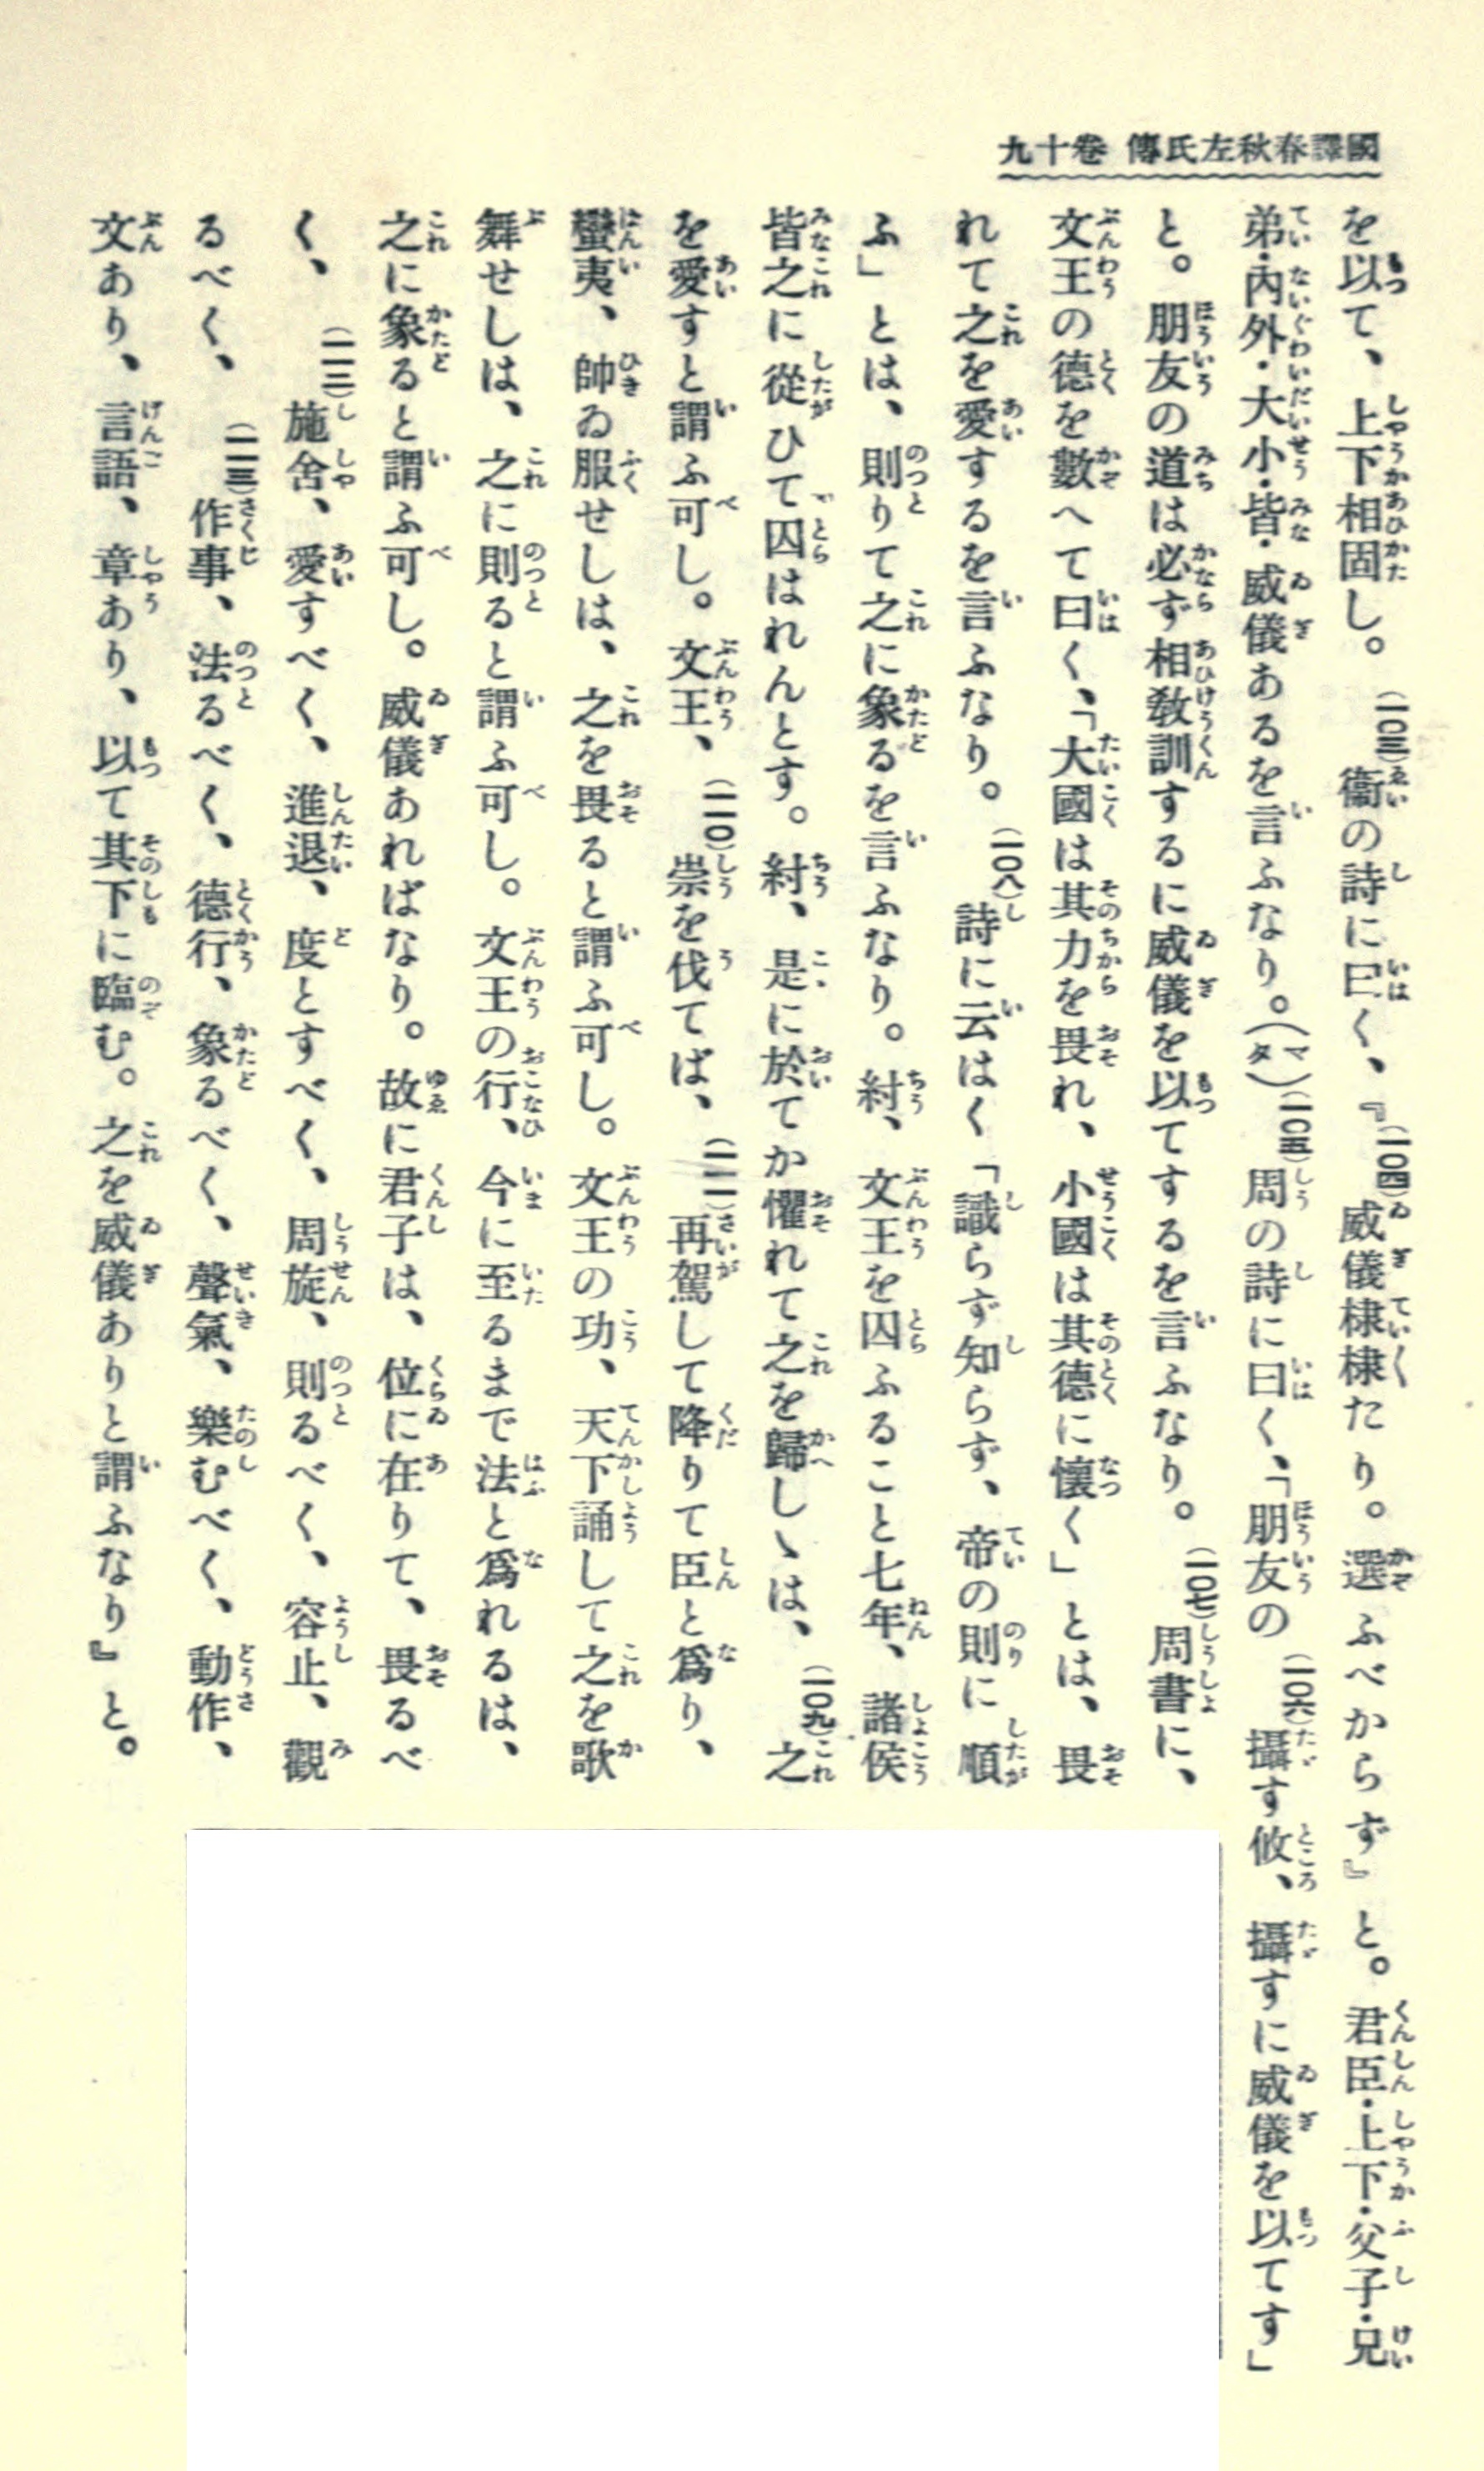 國譯春秋左氏傳 卷十九
を以て、上下相固し。(一〇三)衞の詩に曰く、『(一〇四)威儀棣棣たり。選ふべからず』と。君臣・上下・父子・兄
弟・內外・大小・皆・威儀あるを言ふなり。(マタ)(一〇五)周の詩に曰く、「朋友の(一〇六)攝す攸、攝すに威儀を以てす」
と。朋友の道は必ず相敎訓するに威儀を以てするを言ふなり。(一〇七)周書に、
文王の德を數へて曰く、「大國は其力を畏れ、小國は其德に懷く」とは、畏
れて之を愛するを言ふなり。(一〇八)詩に云はく「識らず知らず、帝の則に順
ふ」とは、則りて之に象るを言ふなり。紂、文王を囚ふること七年、諸侯
皆之に從ひて囚はれんとす。紂、是に於てか懼れて之を歸しゝは、(一〇九)之
を愛すと謂ふ可し。文王、(一一〇)崇を伐てば、(一一一)再駕して降りて臣と爲り、
蠻夷、帥ゐ服せしは、之を畏ると謂ふ可し。文王の功、天下誦して之を歌
舞せしは、之に則ると謂ふ可し。文王の行、今に至るまで法と爲れるは、
之に象ると謂ふ可し。威儀あればなり。故に君子は、位に在りて、畏るべ
く、(一一二)施舍、愛すべく、進退、度とすべく、周旋、則るべく、容止、觀
るべく、(一一三)作事、法るべく、德行、象るべく、聲氣、樂むべく、動作、
文あり、言語、章あり、以て其下に臨む。之を威儀ありと謂ふなり』と。